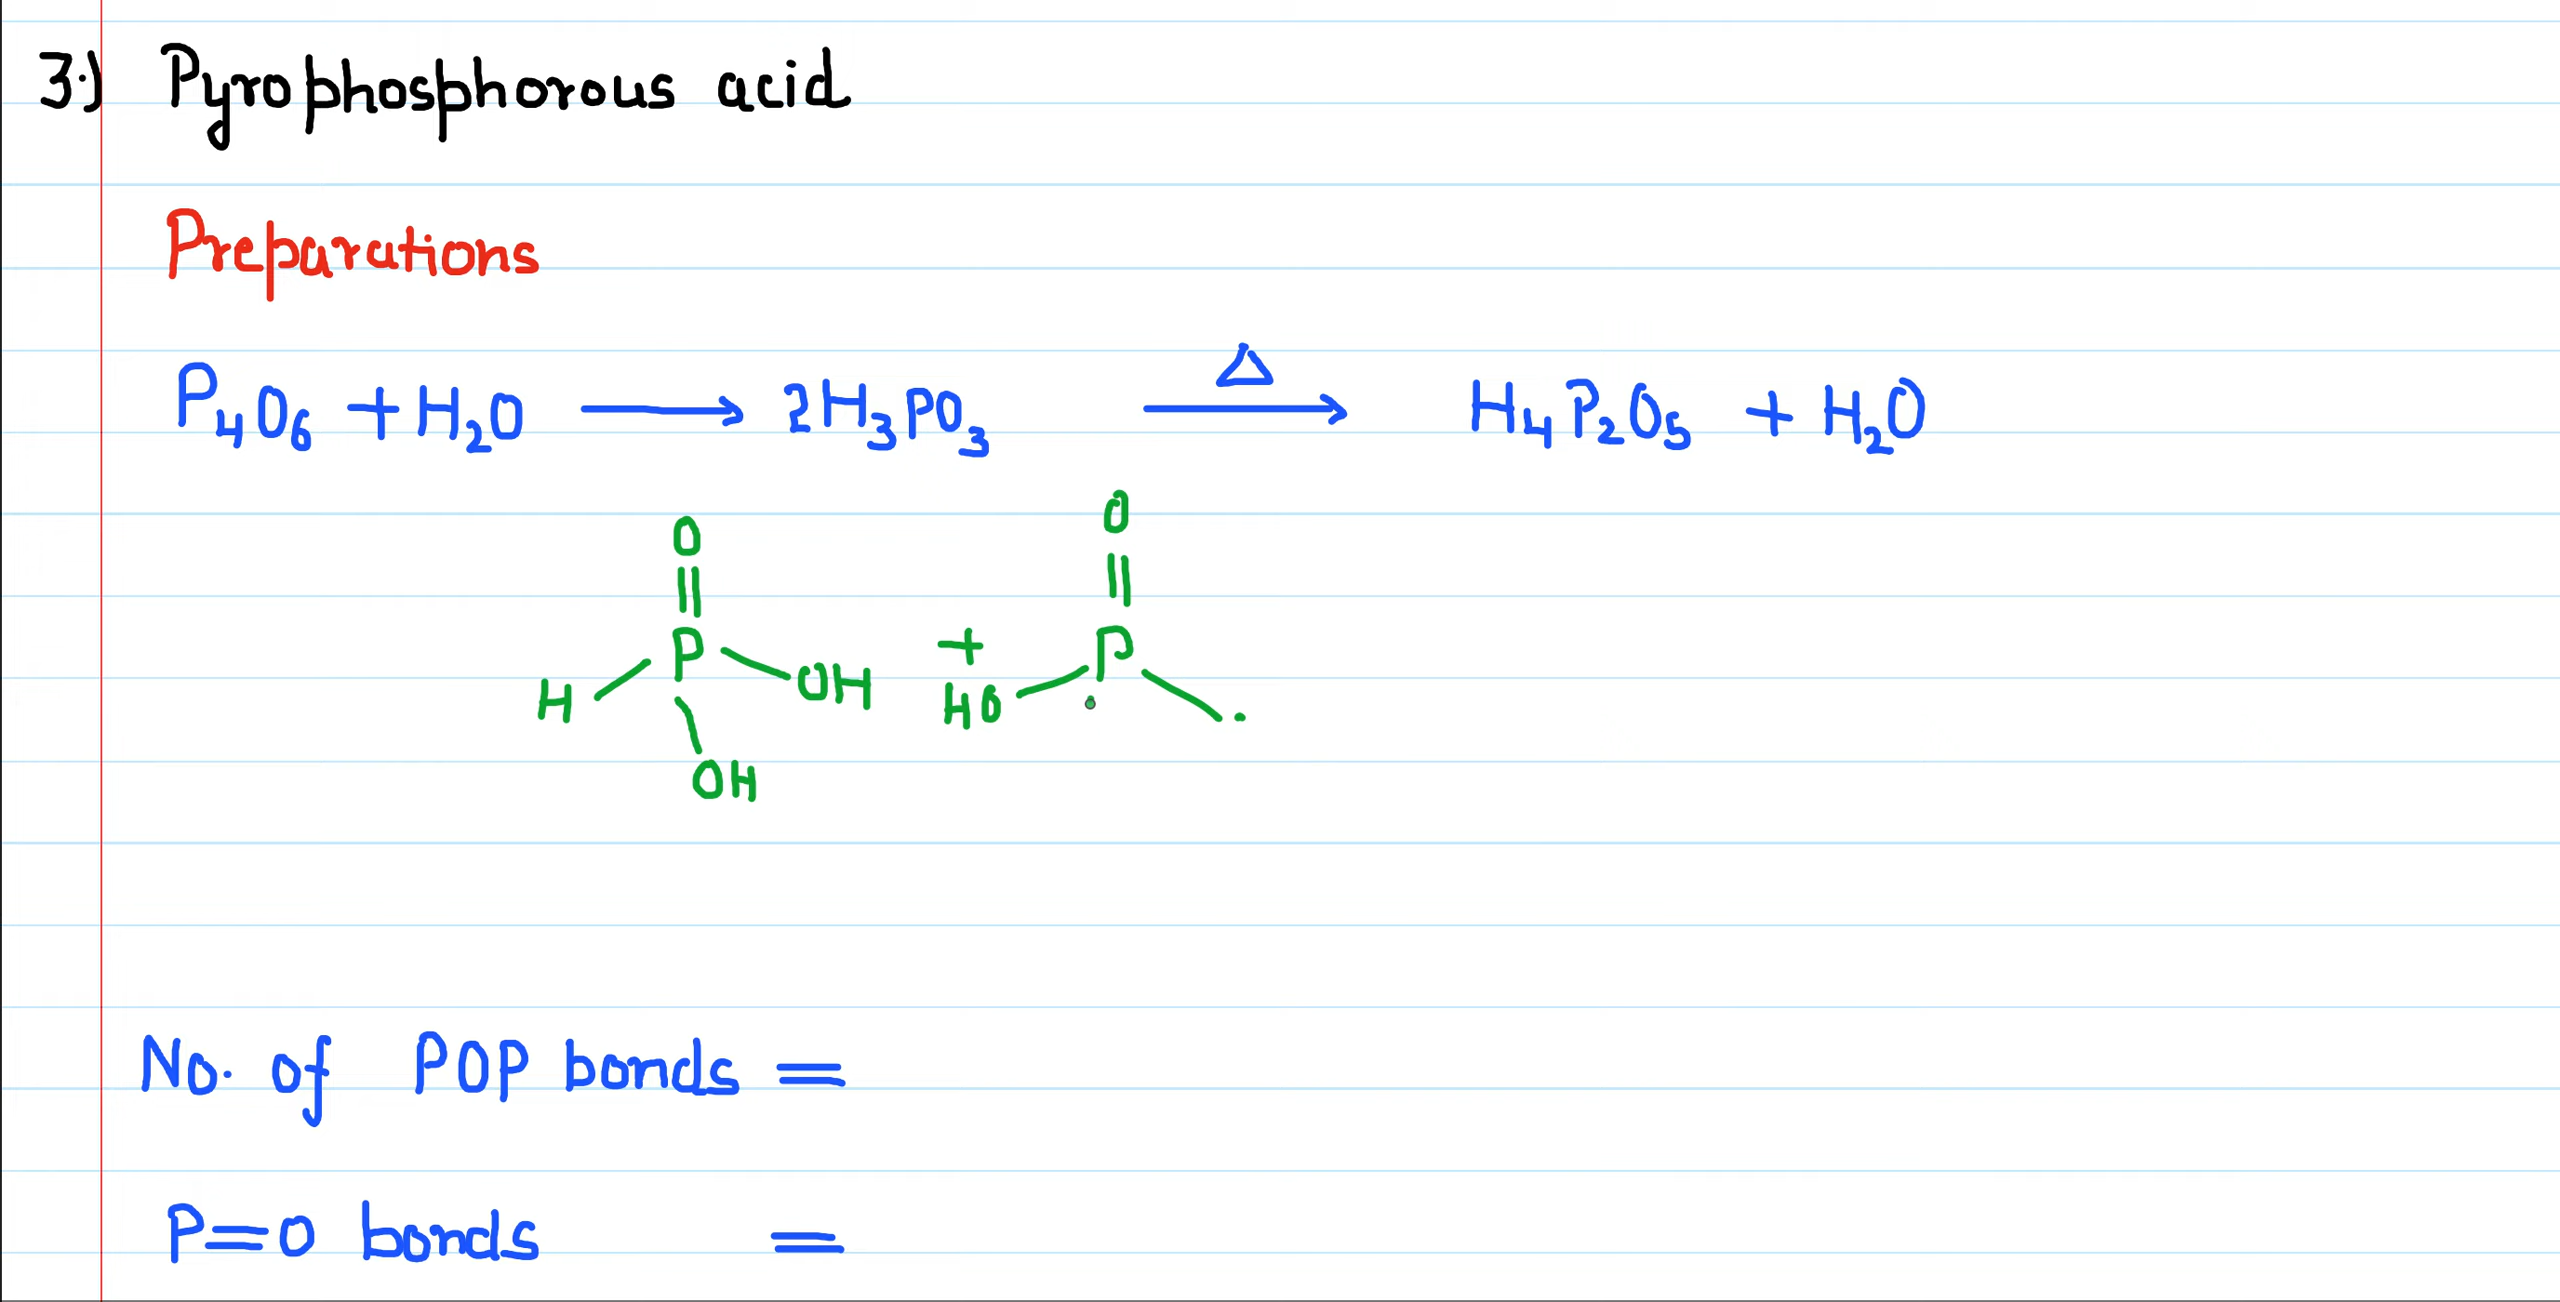 3.) Pyrophosphorous acid
Preparations
P₄O₆ + H₂O ⟶ 2H₃PO₃ Δ⟶ H₄P₂O₅ + H₂O
O O
|| ||
H P OH + HO P
OH
No. of POP bonds =
P=O bonds =